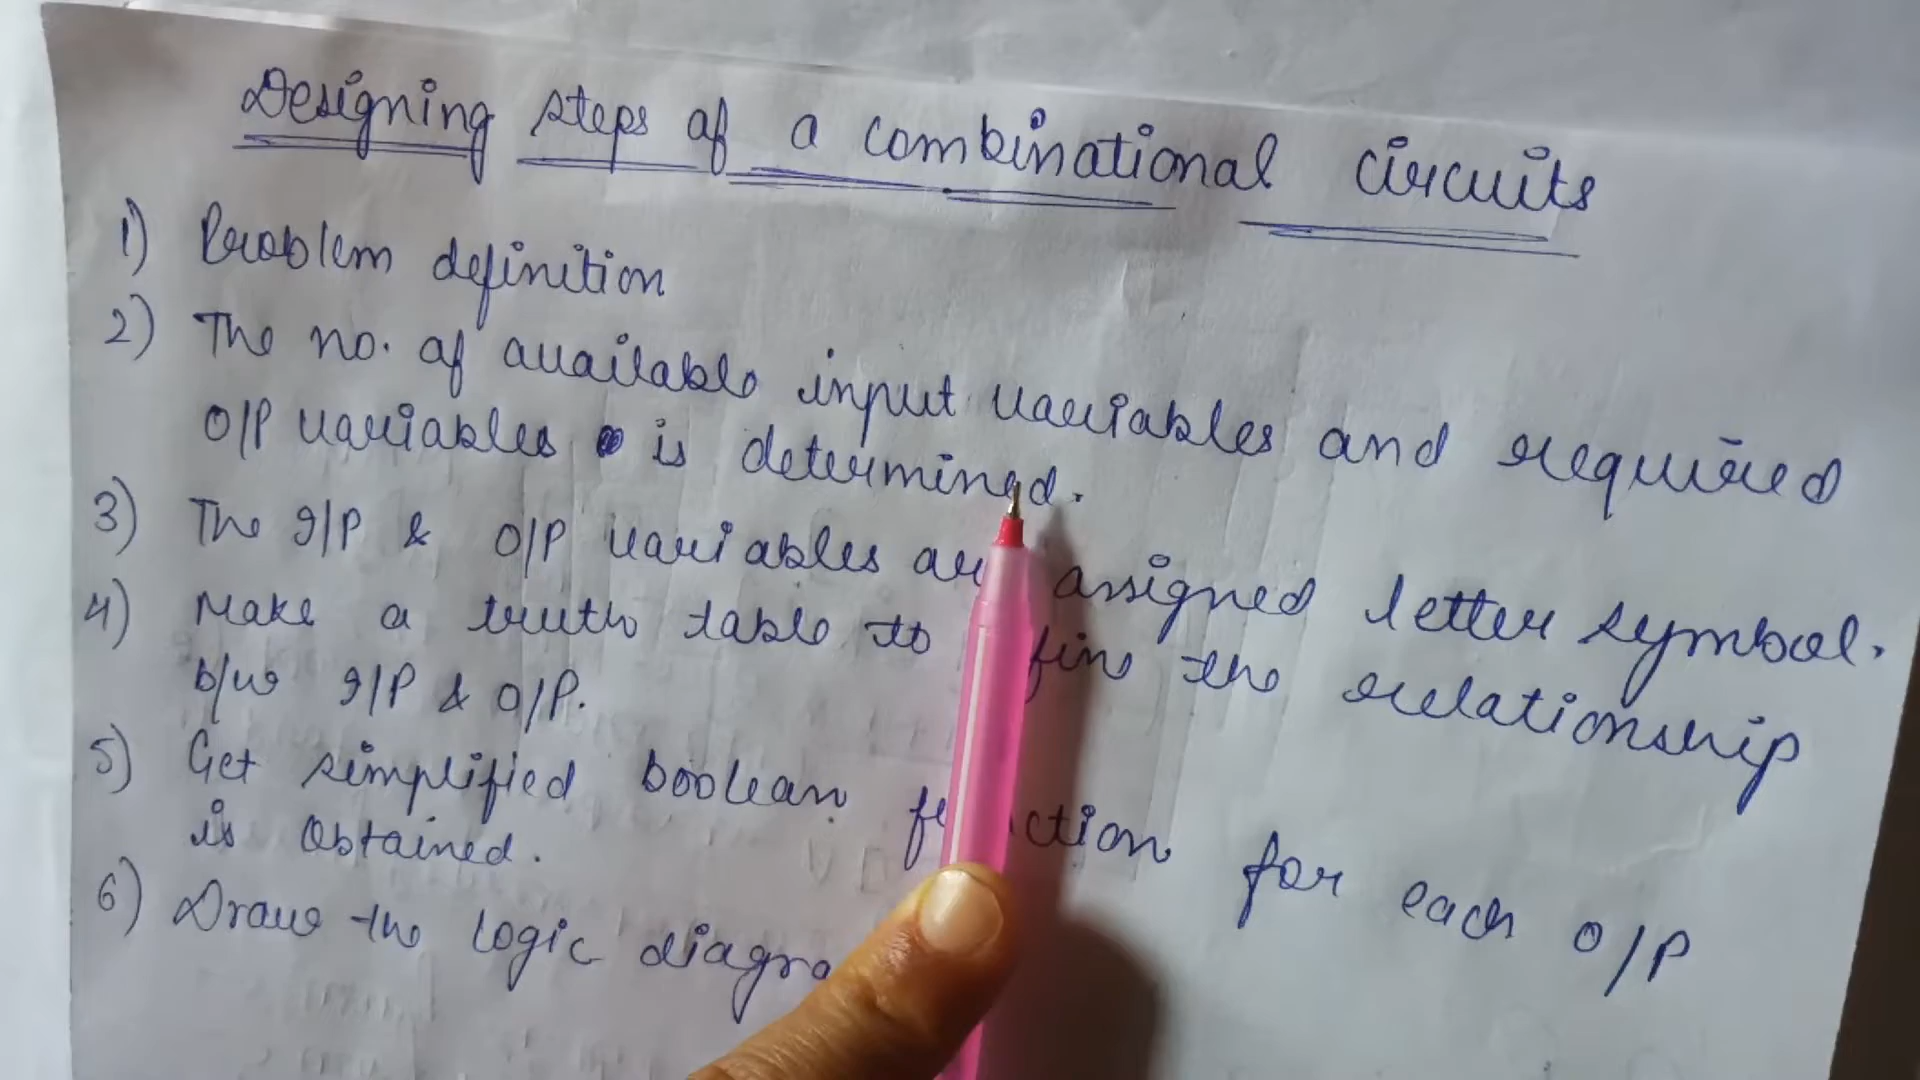 Designing steps of a combinational circuits
1) Problem definition
2) The no. of available input variables and required
O/P variables is determined.
3) The I/P & O/P variables are assigned letter symbol.
4) Make a truth table to the relationship
b/w I/P & O/P.
5) Get simplified boolean function for each O/P
is obtained.
6) Draw the logic